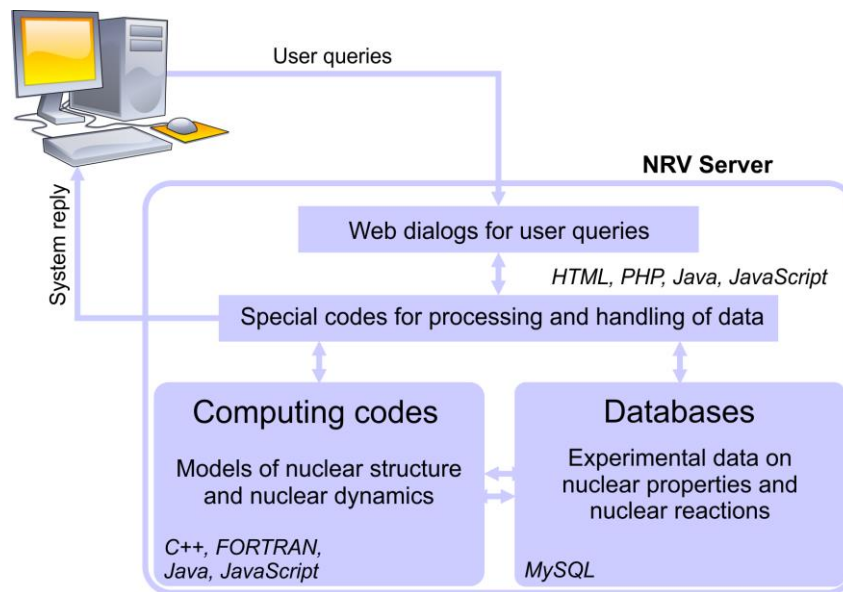 User queries
NRV Server
System reply
Web dialogs for user queries
HTML, PHP, Java, JavaScript
Special codes for processing and handling of data
Computing codes
Models of nuclear structure
and nuclear dynamics
C++, FORTRAN,
Java, JavaScript
Databases
Experimental data on
nuclear properties and
nuclear reactions
MySQL